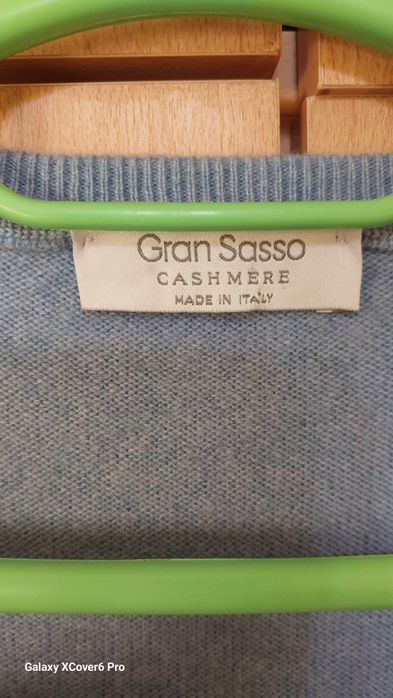 Gran Sasso
CASHMERE
MADE IN ITALY
Galaxy XCover6 Pro